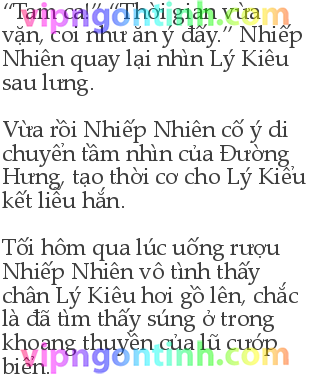 “Tam ca!” “Thời gian vừa
vặn, coi như ăn ý đấy.” Nhiếp
Nhiên quay lại nhìn Lý Kiêu
sau lưng.
Vừa rồi Nhiếp Nhiên cố ý di
chuyển tầm nhìn của Đường
Hưng, tạo thời cơ cho Lý Kiểu
kết liễu hắn.
Tối hôm qua lúc uống rượu
Nhiếp Nhiên vô tình thấy
chân Lý Kiêu hơi gồ lên, chắc
là đã tìm thấy súng ở trong
khoang thuyền của lũ cướp
biển.
vipngontinh.com
vipngontinh.com